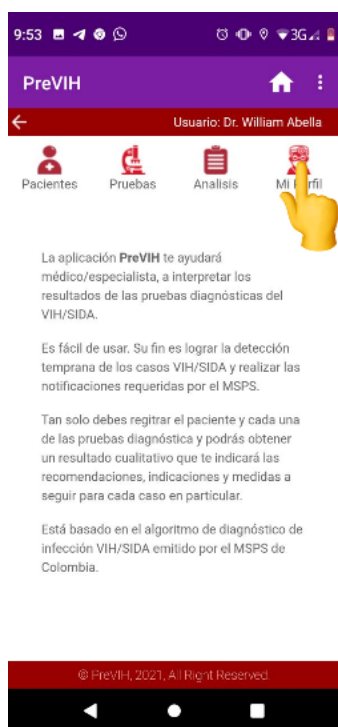 9:53 3G
PreVIH
Usuario: Dr. William Abella
Pacientes Pruebas Analisis Mi Perfil
La aplicación PreVIH te ayudará
médico/especialista, a interpretar los
resultados de las pruebas diagnósticas del
VIH/SIDA.
Es fácil de usar. Su fin es lograr la detección
temprana de los casos VIH/SIDA y realizar las
notificaciones requeridas por el MSPS.
Tan solo debes regitrar el paciente y cada una
de las pruebas diagnóstica y podrás obtener
un resultado cualitativo que te indicará las
recomendaciones, indicaciones y medidas a
seguir para cada caso en particular.
Está basado en el algoritmo de diagnóstico de
infección VIH/SIDA emitido por el MSPS de
Colombia.
© PreVIH, 2021, All Right Reserved